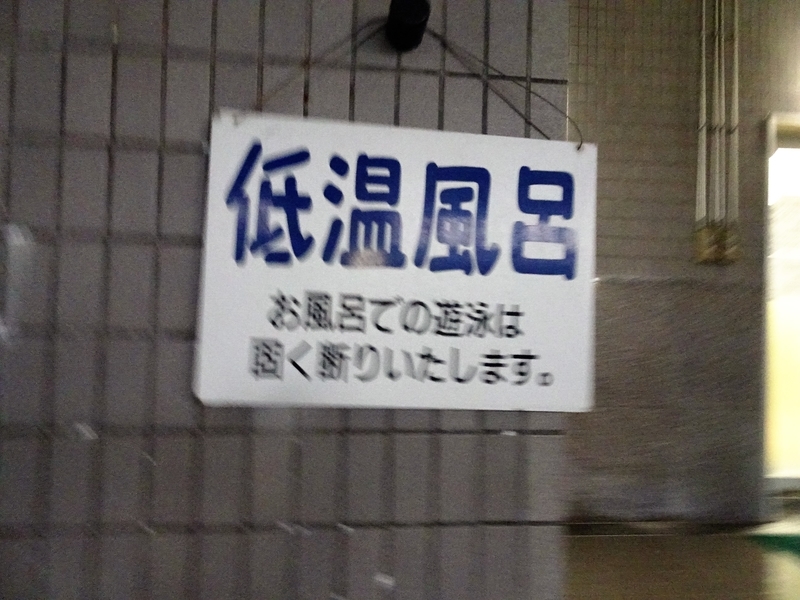 低温風呂
お風呂での遊泳は
固く断りいたします。